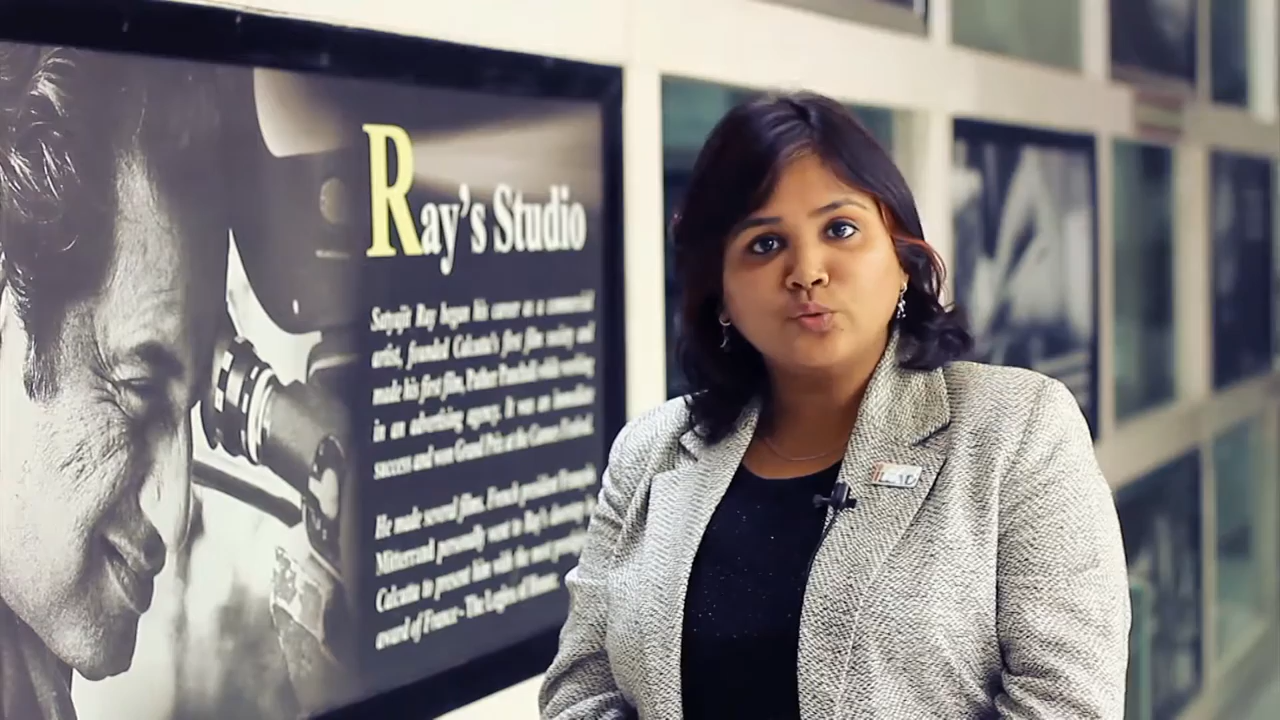 Ray's Studio
Satyajit Ray began his career as a commercial
artist, founded Calcutta's first film society and
made his first film, Pather Panchali while working
in an advertising agency. It was an immediate
success and won Grand Prix at the Cannes Festival.
He made several films. French president François
Mitterrand personally went to Ray's
Calcutta to present him with the most
award of France - The Legion of Honor.